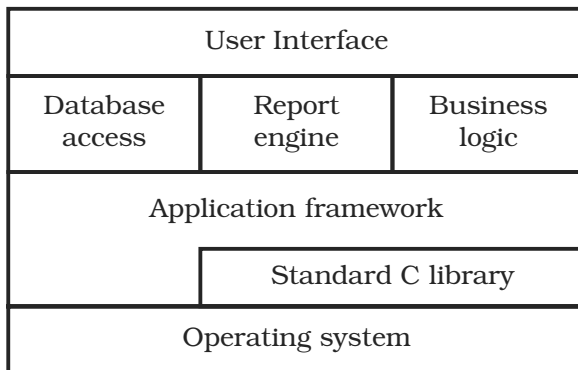 User Interface
Database
access
Report
engine
Business
logic
Application framework
Standard C library
Operating system